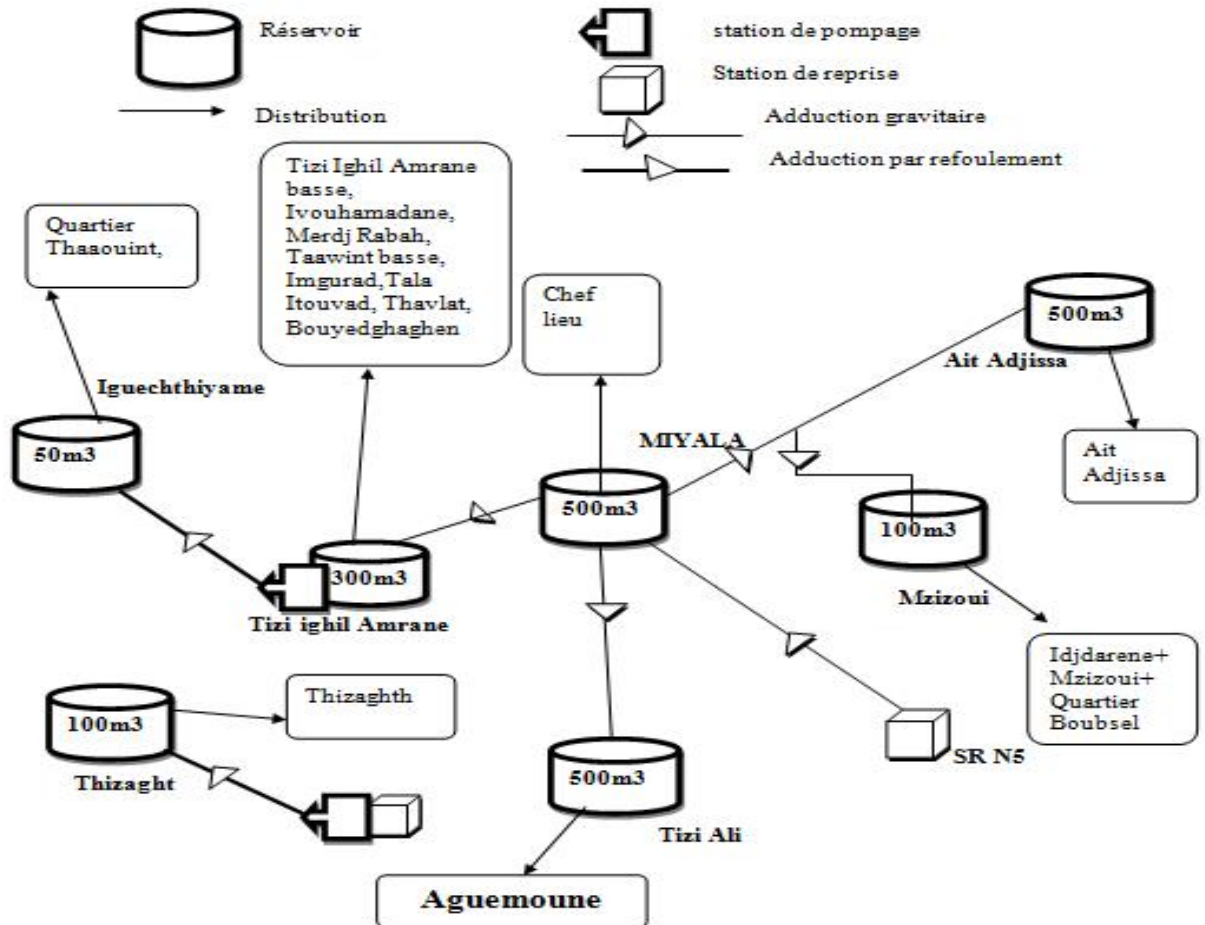 Réservoir
station de pompage
Station de reprise
Distribution
Adduction gravitaire
Adduction par refoulement
Tizi Ighil Amrane
basse,
Ivouhamadane,
Merdj Rabah,
Taawint basse,
Imgurad,Tala
Itouvad, Thavlat,
Bouyedghaghen
Quartier
Thaaouint,
Chef
lieu
500m3
Ait Adjissa
Iguechthiyame
MIYALA
50m3
Ait
Adjissa
500m3
100m3
300m3
Mzizoui
Tizi ighil Amrane
Idjdarene+
Mzizoui+
Quartier
Boubsel
Thizaghth
100m3
SR N5
Thizaght
500m3
Tizi Ali
Aguemoune